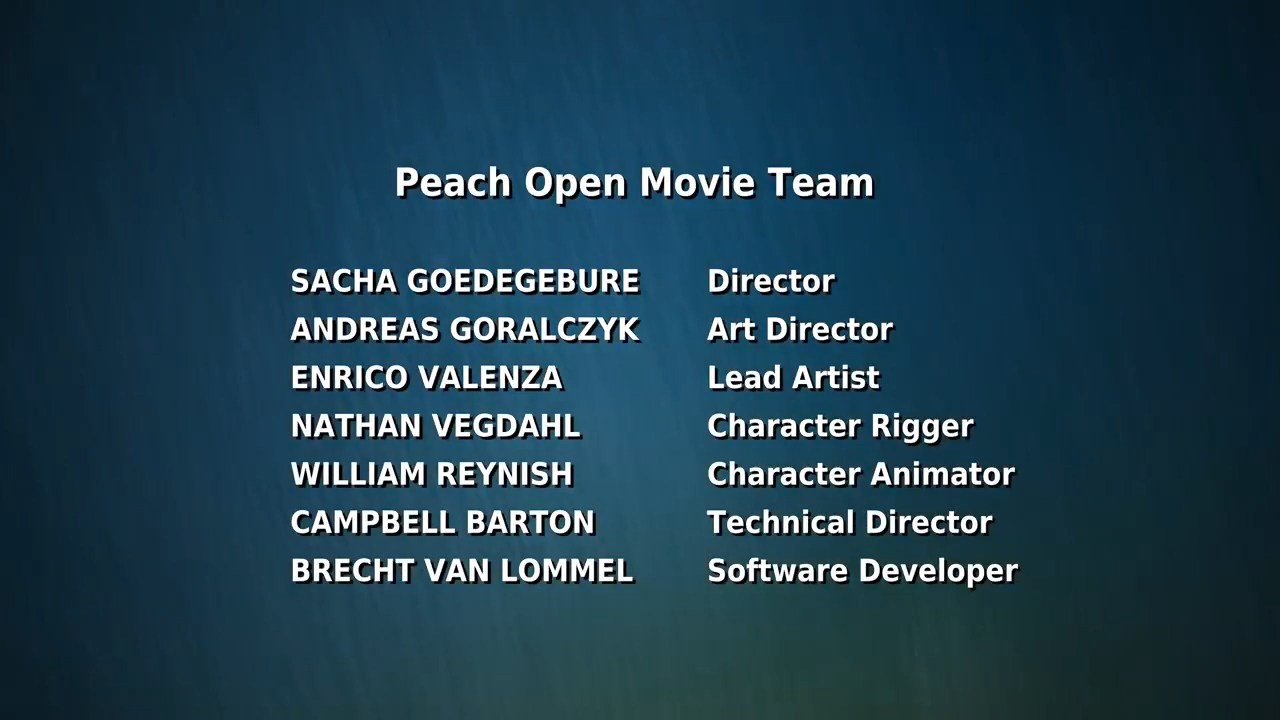 Peach Open Movie Team
SACHA GOEDEGEBURE Director
ANDREAS GORALCZYK Art Director
ENRICO VALENZA Lead Artist
NATHAN VEGDAHL Character Rigger
WILLIAM REYNISH Character Animator
CAMPBELL BARTON Technical Director
BRECHT VAN LOMMEL Software Developer